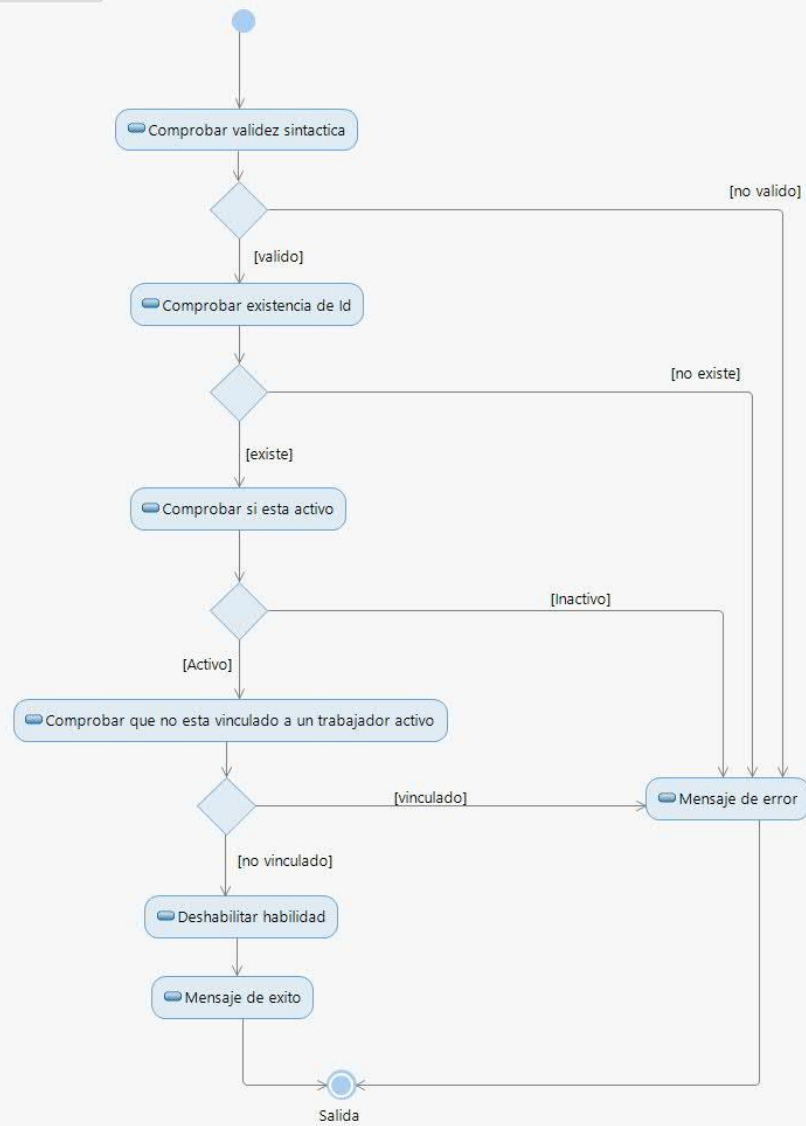 Comprobar validez sintactica
[no valido]
[valido]
Comprobar existencia de Id
[no existe]
[existe]
Comprobar si esta activo
[Inactivo]
[Activo]
Comprobar que no esta vinculado a un trabajador activo
[vinculado]
Mensaje de error
[no vinculado]
Deshabilitar habilidad
Mensaje de exito
Salida